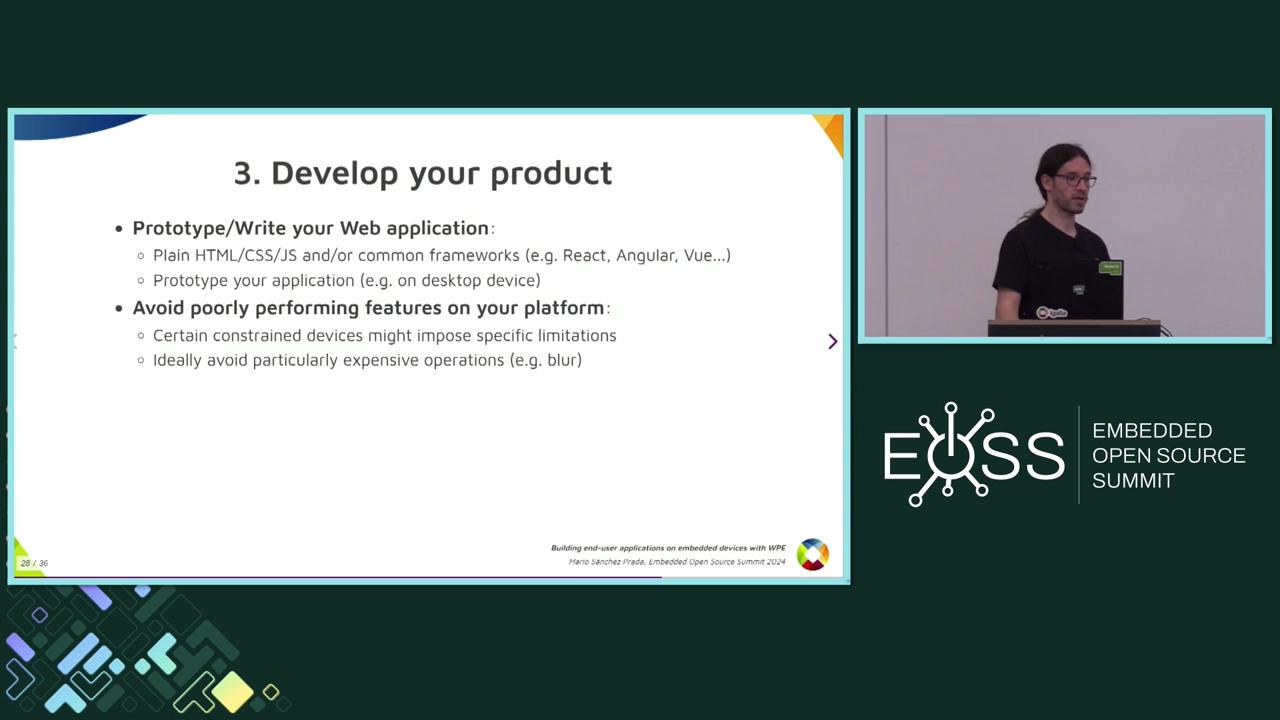 3. Develop your product
• Prototype/Write your Web application:
◦ Plain HTML/CSS/JS and/or common frameworks (e.g. React, Angular, Vue...)
◦ Prototype your application (e.g. on desktop device)
• Avoid poorly performing features on your platform:
◦ Certain constrained devices might impose specific limitations
◦ Ideally avoid particularly expensive operations (e.g. blur)
28 / 36
Building end-user applications on embedded devices with WPE
Mario Sánchez Prada, Embedded Open Source Summit 2024
EOSS
EMBEDDED
OPEN SOURCE
SUMMIT